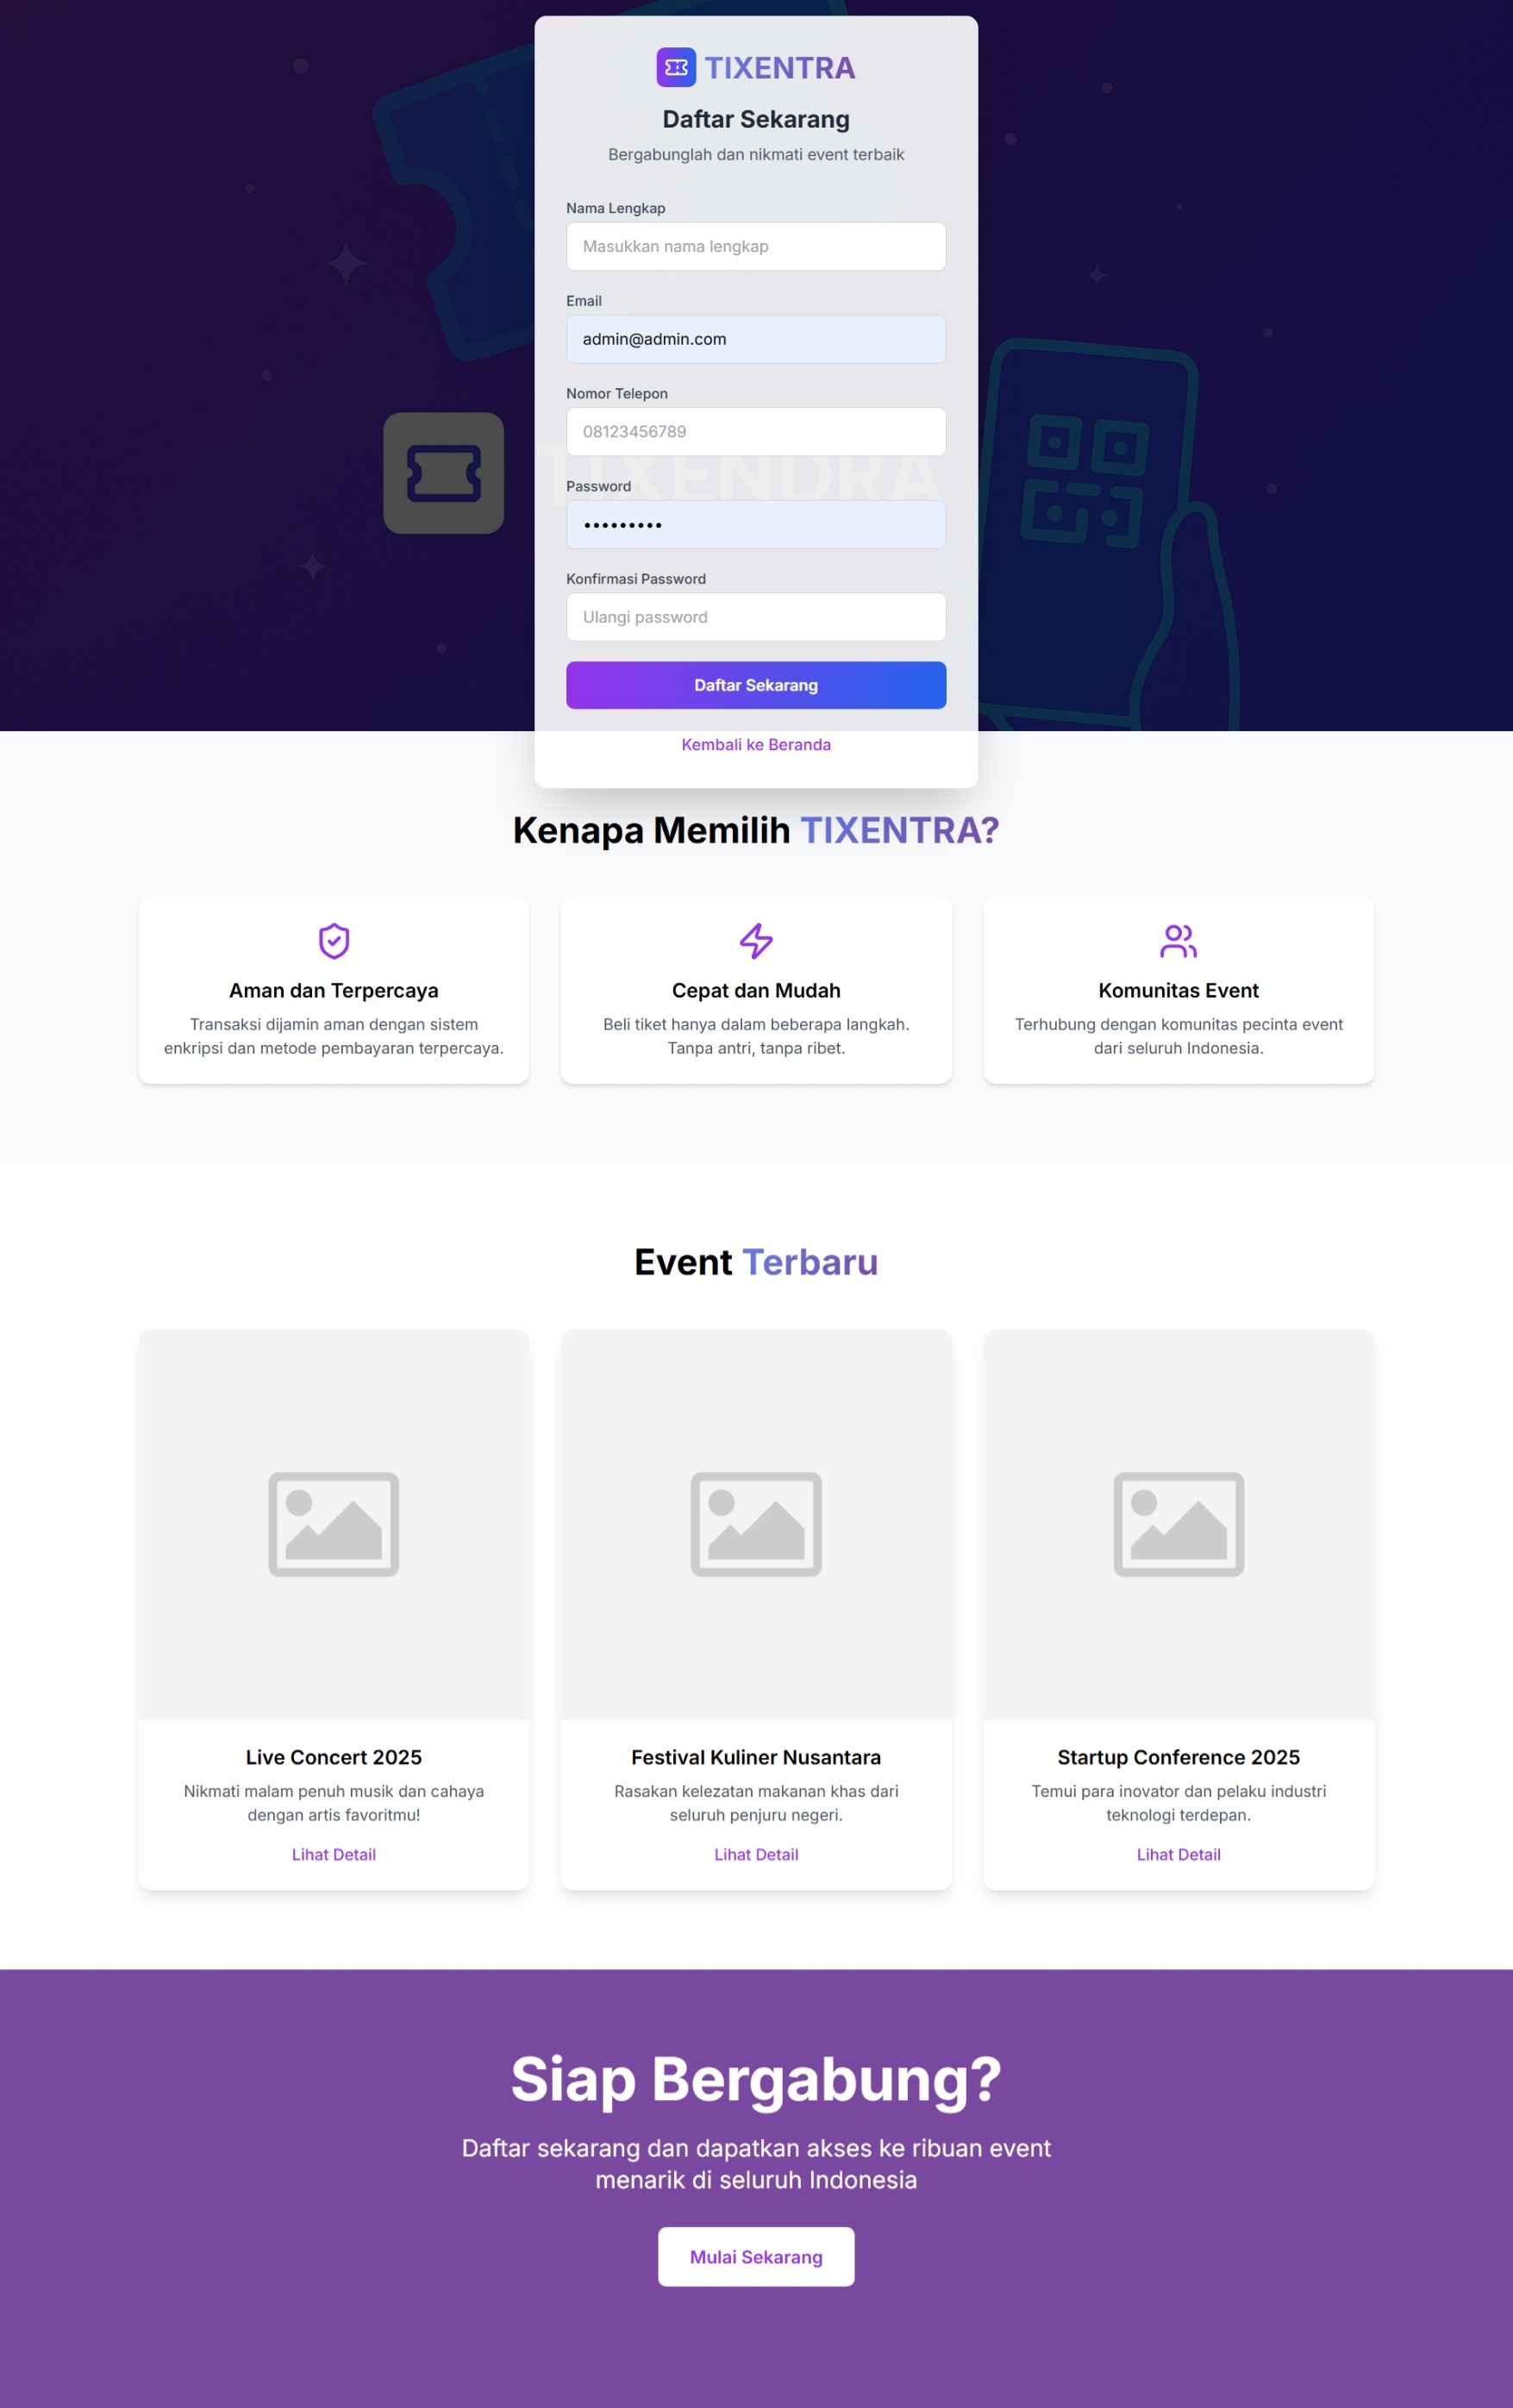 TIXENTRA
Daftar Sekarang
Bergabunglah dan nikmati event terbaik
Nama Lengkap
Masukkan nama lengkap
Email
admin@admin.com
Nomor Telepon
08123456789
TIXENDRA
Password
•••••••••
Konfirmasi Password
Ulangi password
Daftar Sekarang
Kembali ke Beranda
Kenapa Memilih TIXENTRA?
Aman dan Terpercaya
Transaksi dijamin aman dengan sistem
enkripsi dan metode pembayaran terpercaya.
Cepat dan Mudah
Beli tiket hanya dalam beberapa langkah.
Tanpa antri, tanpa ribet.
Komunitas Event
Terhubung dengan komunitas pecinta event
dari seluruh Indonesia.
Event Terbaru
Live Concert 2025
Nikmati malam penuh musik dan cahaya
dengan artis favoritmu!
Lihat Detail
Festival Kuliner Nusantara
Rasakan kelezatan makanan khas dari
seluruh penjuru negeri.
Lihat Detail
Startup Conference 2025
Temui para inovator dan pelaku industri
teknologi terdepan.
Lihat Detail
Siap Bergabung?
Daftar sekarang dan dapatkan akses ke ribuan event
menarik di seluruh Indonesia
Mulai Sekarang